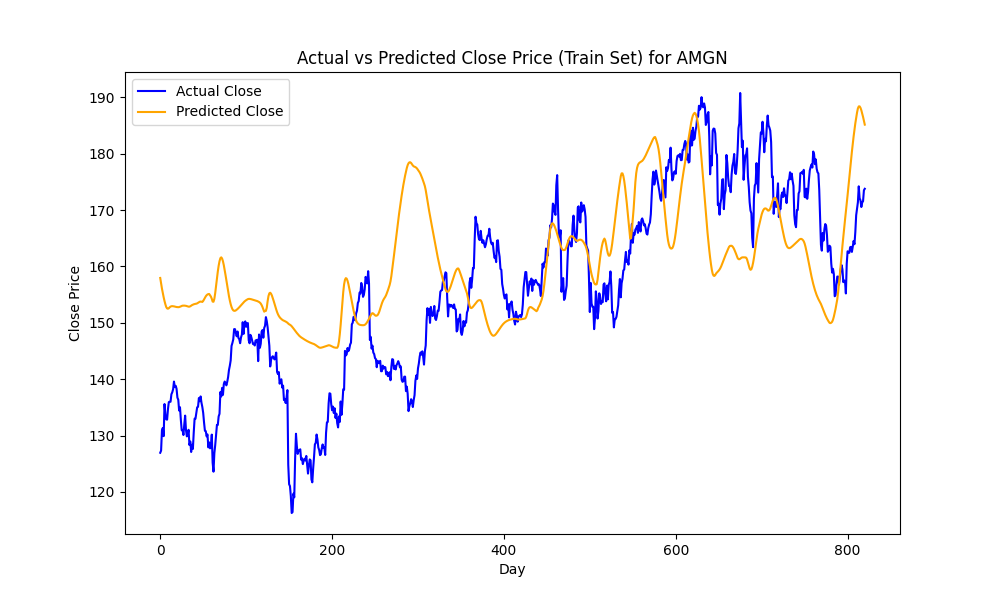 Actual vs Predicted Close Price (Train Set) for AMGN
Actual Close
Predicted Close
Close Price
190
180
170
160
150
140
130
120
0 200 400 600 800
Day